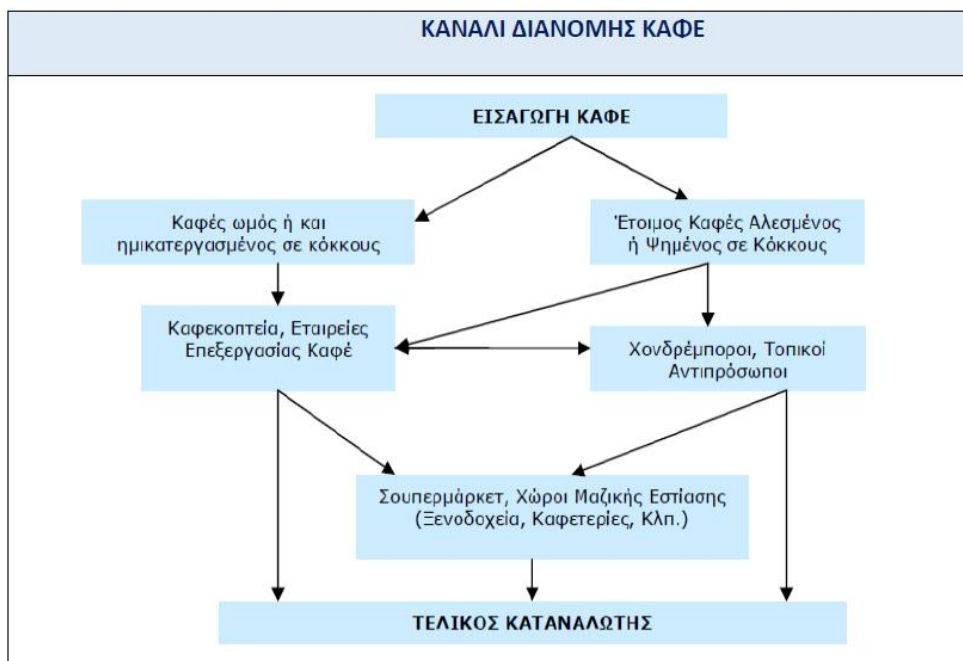 ΚΑΝΑΛΙ ΔΙΑΝΟΜΗΣ ΚΑΦΕ
ΕΙΣΑΓΩΓΗ ΚΑΦΕ
Καφές ωμός ή και
ημικατεργασμένος σε κόκκους
Έτοιμος Καφές Αλεσμένος
ή Ψημένος σε Κόκκους
Καφεκοπτεία, Εταιρείες
Επεξεργασίας Καφέ
Χονδρέμποροι, Τοπικοί
Αντιπρόσωποι
Σουπερμάρκετ, Χώροι Μαζικής Εστίασης
(Ξενοδοχεία, Καφετερίες, Κλπ.)
ΤΕΛΙΚΟΣ ΚΑΤΑΝΑΛΩΤΗΣ